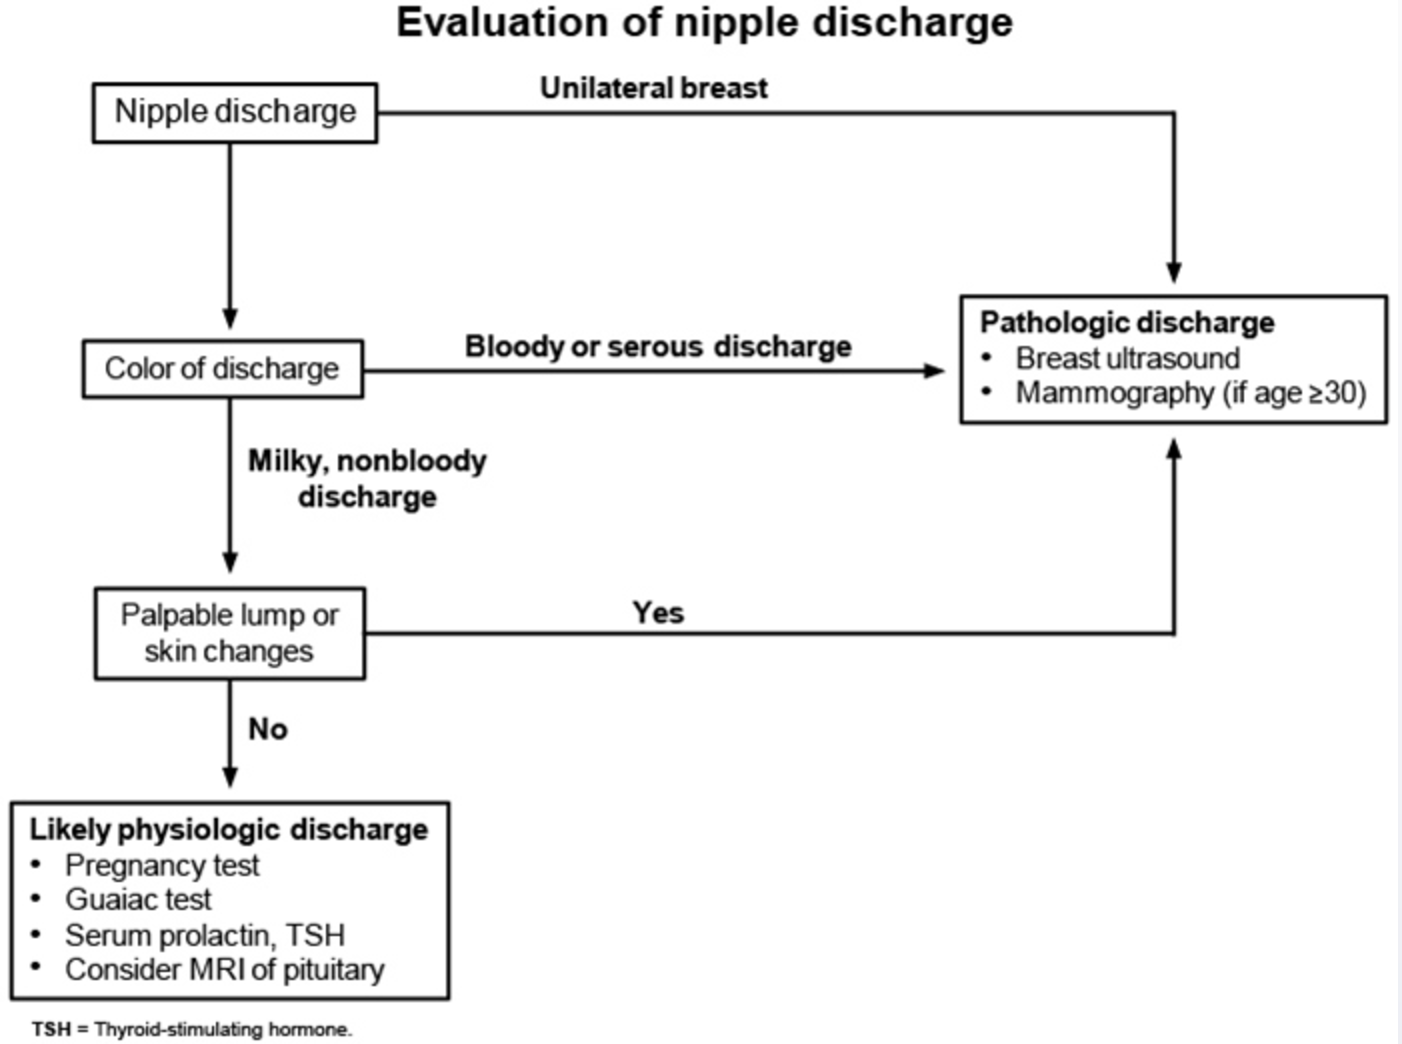 Evaluation of nipple discharge
Unilateral breast
Nipple discharge
Pathologic discharge
• Breast ultrasound
• Mammography (if age ≥30)
Bloody or serous discharge
Color of discharge
Milky, nonbloody
discharge
Palpable lump or
skin changes
Yes
No
Likely physiologic discharge
• Pregnancy test
• Guaiac test
• Serum prolactin, TSH
• Consider MRI of pituitary
TSH = Thyroid-stimulating hormone.